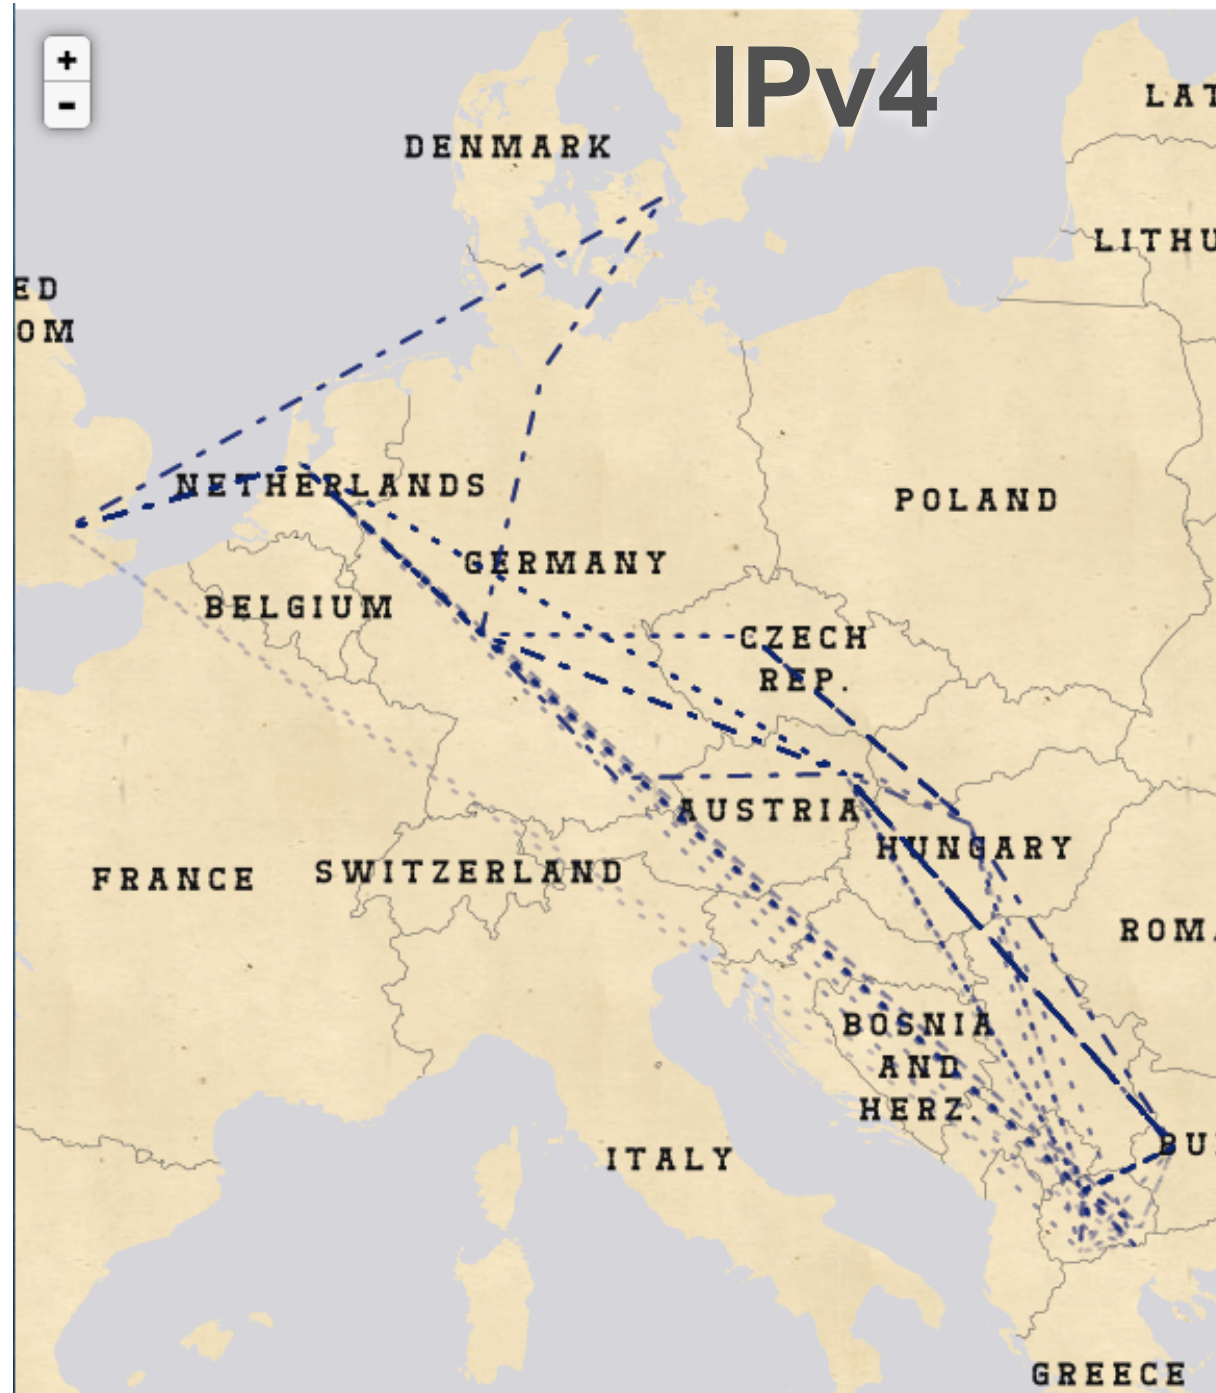 +
-
IPv4
LAT
DENMARK
LITHU
ED
OM
NETHERLANDS
POLAND
GERMANY
BELGIUM
CZECH
REP.
AUSTRIA
HUNGARY
FRANCE
SWITZERLAND
ROM
BOSNIA
AND
HERZ.
BU
ITALY
GREECE